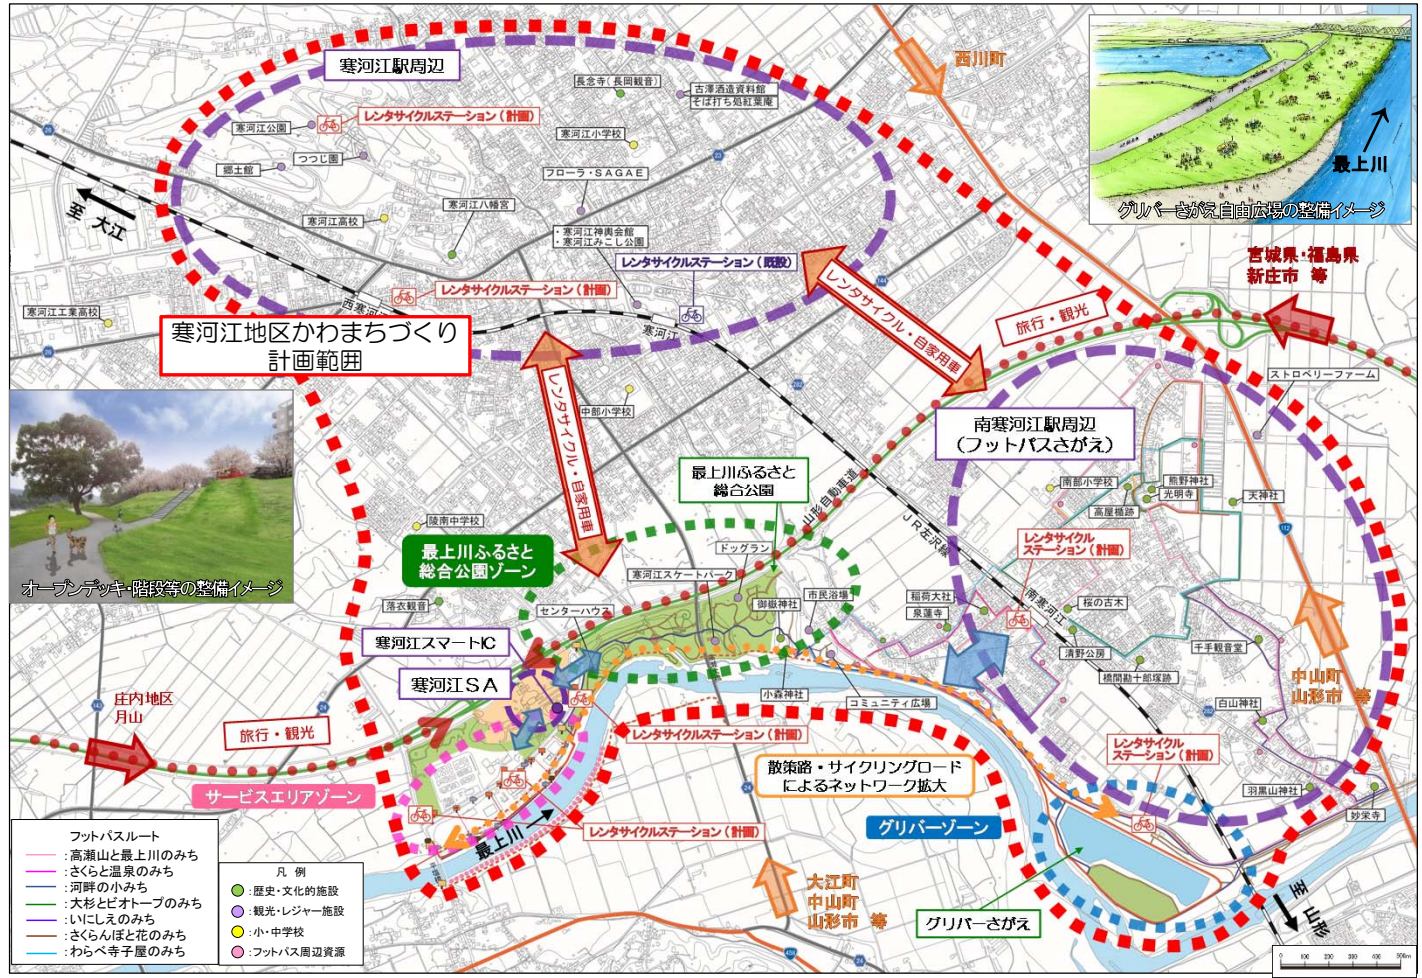 寒河江駅周辺
長念寺(長岡観音)
古澤酒造資料館
そば打ち処紅葉庵
西川町
最上川
グリバーさがえ自由広場の整備イメージ
レンタサイクルステーション(計画)
寒河江公園
寒河江小学校
つつじ園
郷土館
フローラ・SAGAE
寒河江八幡宮
寒河江高校
・寒河江神輿会館
・寒河江みこし公園
至 大江
レンタサイクルステーション(既設)
レンタサイクルステーション(計画)
寒河江工業高校
西寒河江
寒河江
寒河江地区かわまちづくり
計画範囲
レンタサイクル・自家用車
旅行・観光
宮城県・福島県
新庄市 等
ストロベリーファーム
レンタサイクル・自家用車
中部小学校
南寒河江駅周辺
(フットパスさがえ)
最上川ふるさと
総合公園
山形自動車道
JR左沢線
南部小学校
熊野神社
光明寺
高屋楯跡
天神社
陵南中学校
最上川ふるさと
総合公園ゾーン
オープンデッキ・階段等の整備イメージ
ドッグラン
寒河江スケートパーク
レンタサイクル
ステーション(計画)
落衣観音
センターハウス
御嶽神社
市民浴場
稲荷大社
泉蓮寺
南寒河江
桜の古木
寒河江スマートIC
寒河江SA
清野公房
千手観音堂
橋間勘十郎塚跡
小森神社
コミュニティ広場
白山神社
中山町
山形市 等
庄内地区
月山
旅行・観光
レンタサイクルステーション(計画)
レンタサイクル
ステーション(計画)
散策路・サイクリングロード
によるネットワーク拡大
サービスエリアゾーン
羽黒山神社
妙栄寺
グリバーゾーン
レンタサイクルステーション(計画)
最上川
大江町
中山町
山形市 等
グリバーさがえ
至 山形
フットパスルート
:高瀬山と最上川のみち
:さくらと温泉のみち
:河畔の小みち
:大杉とビオトープのみち
:いにしえのみち
:さくらんぼと花のみち
:わらべ寺子屋のみち
凡 例
:歴史・文化的施設
:観光・レジャー施設
:小・中学校
:フットパス周辺資源
0 100 200 300 400 500m